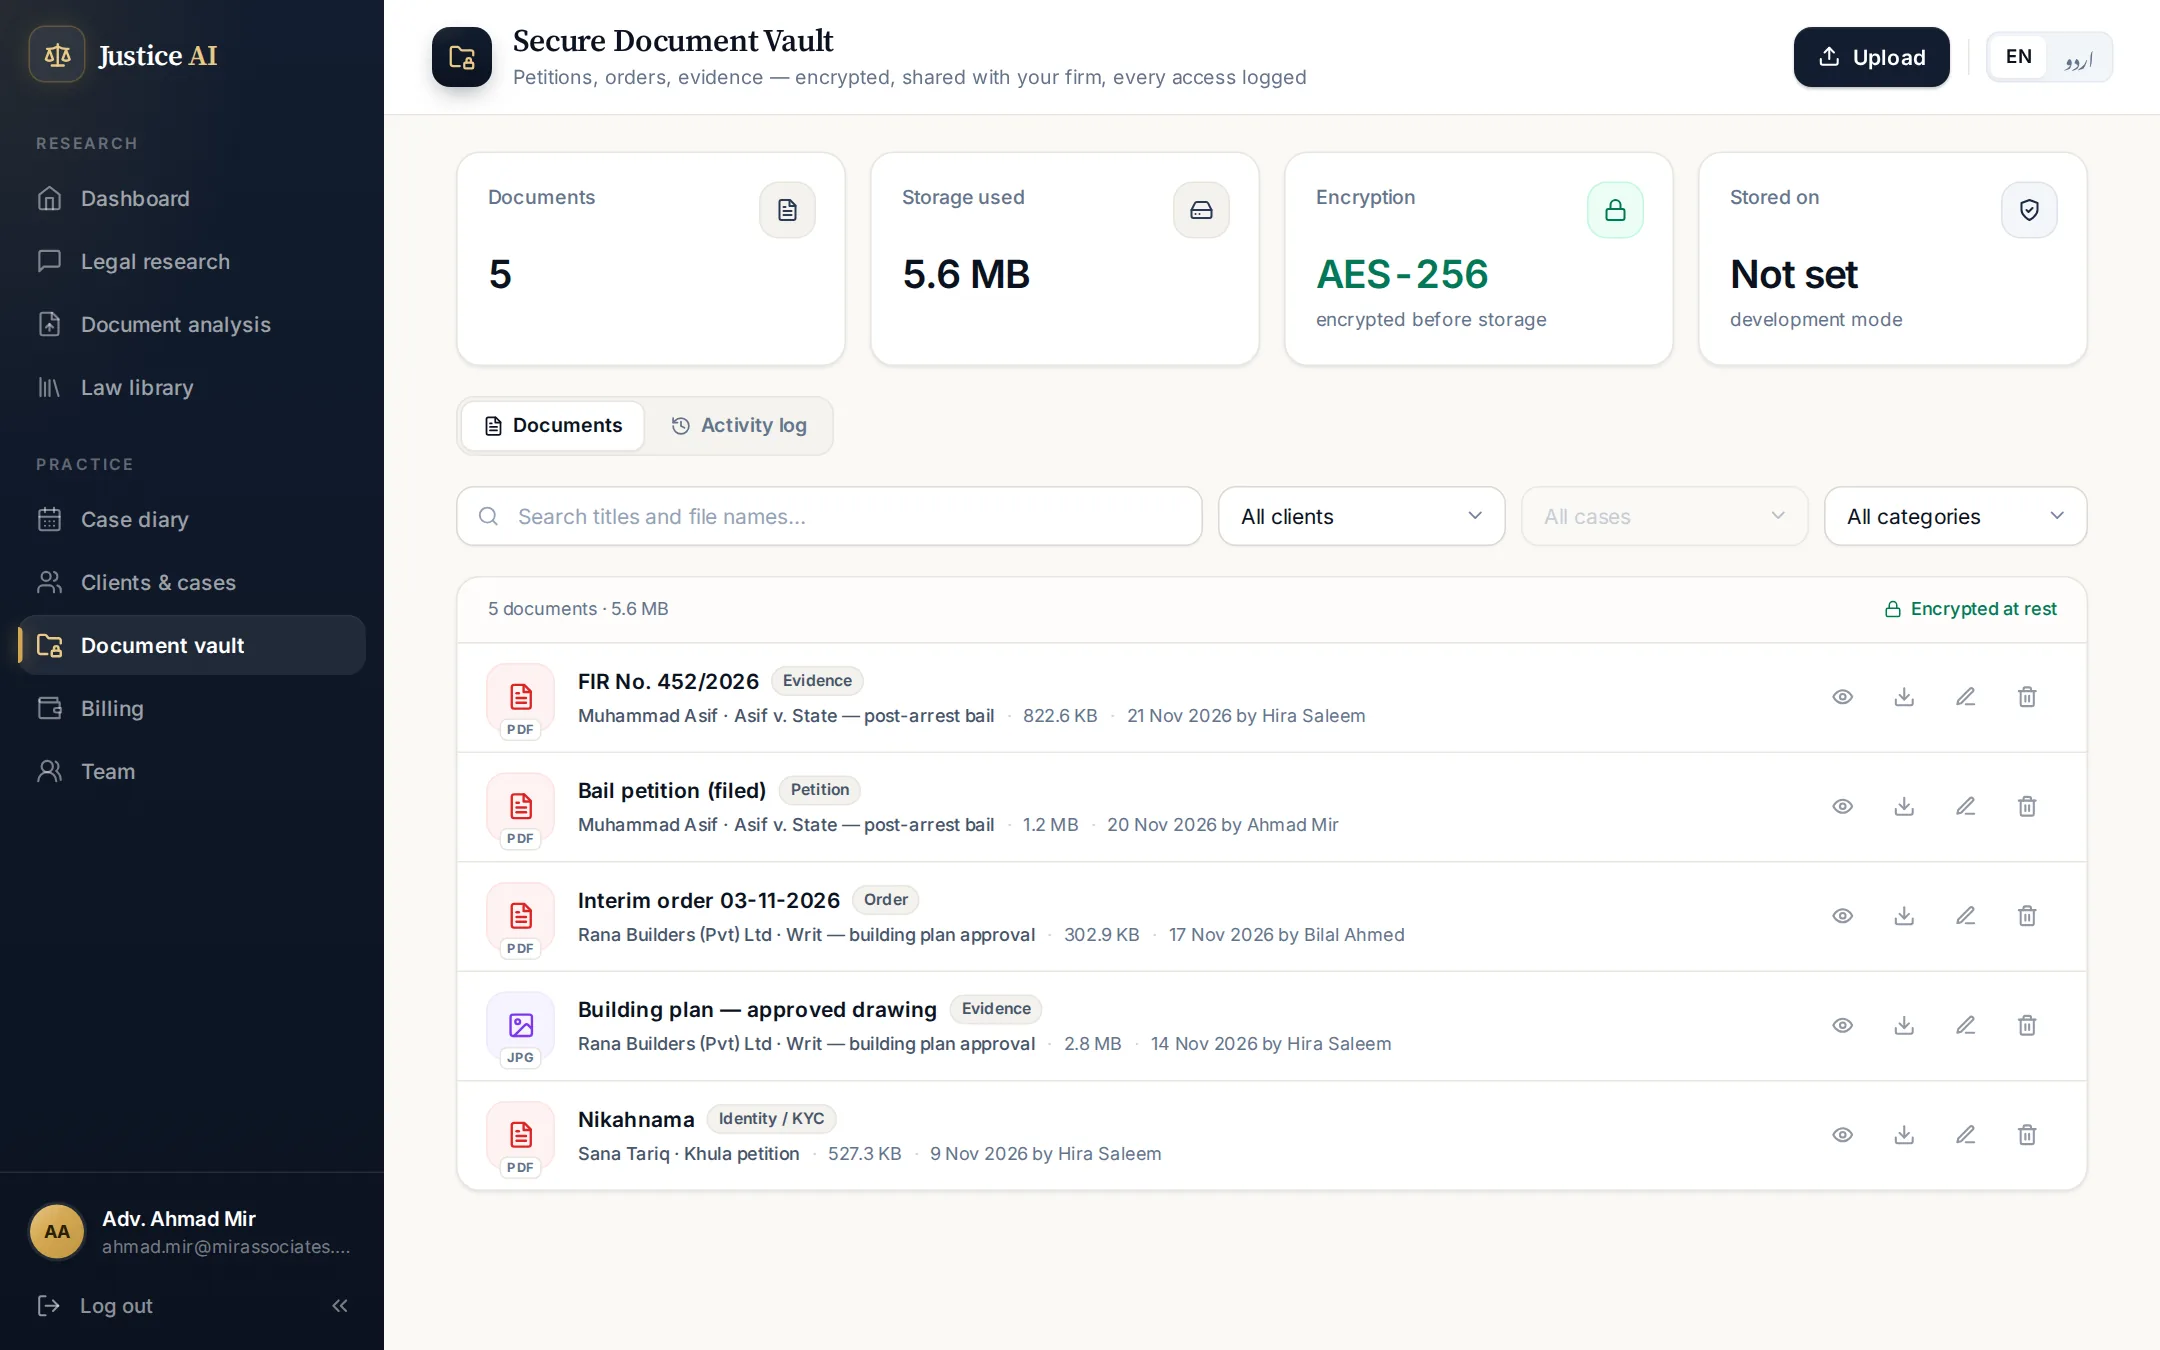 Justice AI
RESEARCH
Dashboard
Legal research
Document analysis
Law library
PRACTICE
Case diary
Clients & cases
Document vault
Billing
Team
AA
Adv. Ahmad Mir
ahmad.mir@mirassociates....
Log out
Secure Document Vault
Petitions, orders, evidence — encrypted, shared with your firm, every access logged
Upload
EN
اردو
Documents
5
Storage used
5.6 MB
Encryption
AES-256
encrypted before storage
Stored on
Not set
development mode
Documents
Activity log
Search titles and file names...
All clients
All cases
All categories
5 documents · 5.6 MB
Encrypted at rest
PDF
FIR No. 452/2026 Evidence
Muhammad Asif · Asif v. State — post-arrest bail · 822.6 KB · 21 Nov 2026 by Hira Saleem
PDF
Bail petition (filed) Petition
Muhammad Asif · Asif v. State — post-arrest bail · 1.2 MB · 20 Nov 2026 by Ahmad Mir
PDF
Interim order 03-11-2026 Order
Rana Builders (Pvt) Ltd · Writ — building plan approval · 302.9 KB · 17 Nov 2026 by Bilal Ahmed
JPG
Building plan — approved drawing Evidence
Rana Builders (Pvt) Ltd · Writ — building plan approval · 2.8 MB · 14 Nov 2026 by Hira Saleem
PDF
Nikahnama Identity / KYC
Sana Tariq · Khula petition · 527.3 KB · 9 Nov 2026 by Hira Saleem